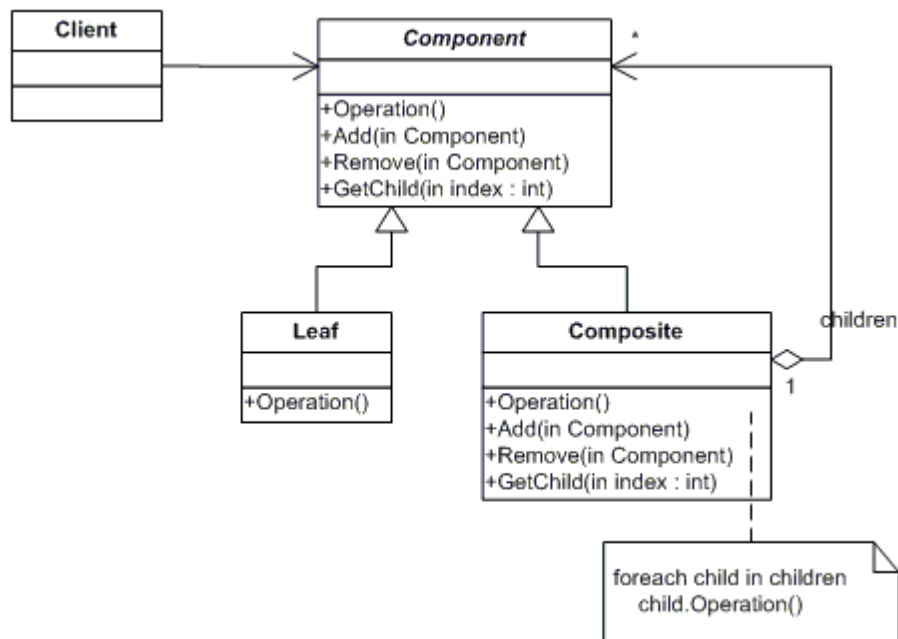 Client
Component
*
+Operation()
+Add(in Component)
+Remove(in Component)
+GetChild(in index : int)
children
Leaf
+Operation()
Composite
1
+Operation()
+Add(in Component)
+Remove(in Component)
+GetChild(in index : int)
foreach child in children
child.Operation()